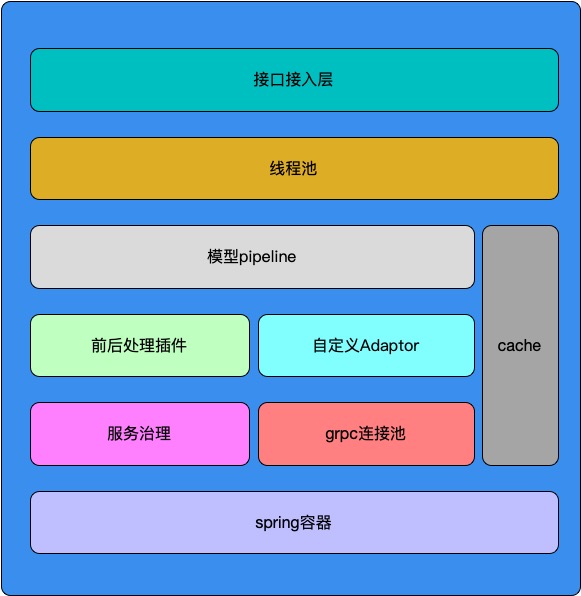 接口接入层
线程池
模型pipeline
cache
前后处理插件
自定义Adaptor
服务治理
grpc连接池
spring容器